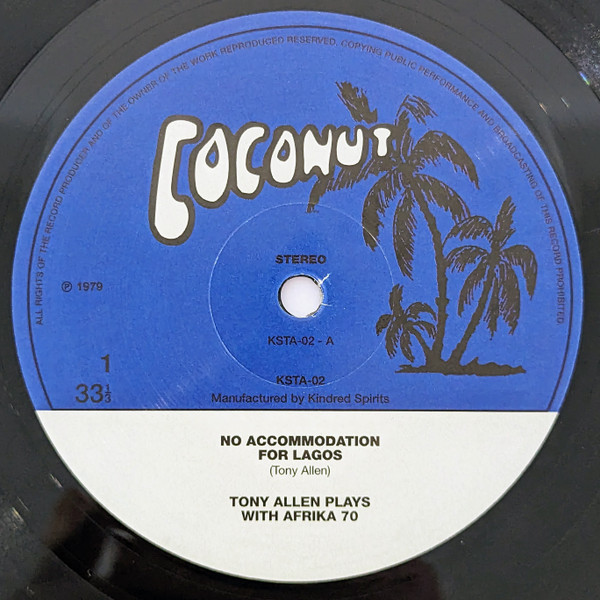 ALL RIGHTS OF THE RECORD PRODUCER AND OF THE OWNER OF THE WORK REPRODUCED RESERVED. COPYING PUBLIC PERFORMANCE AND BROADCASTING OF THIS RECORD PROHIBITED.
COCONUT
STEREO
℗ 1979
KSTA-02 - A
1
KSTA-02
33⅓
Manufactured by Kindred Spirits
NO ACCOMMODATION
FOR LAGOS
(Tony Allen)
TONY ALLEN PLAYS
WITH AFRIKA 70